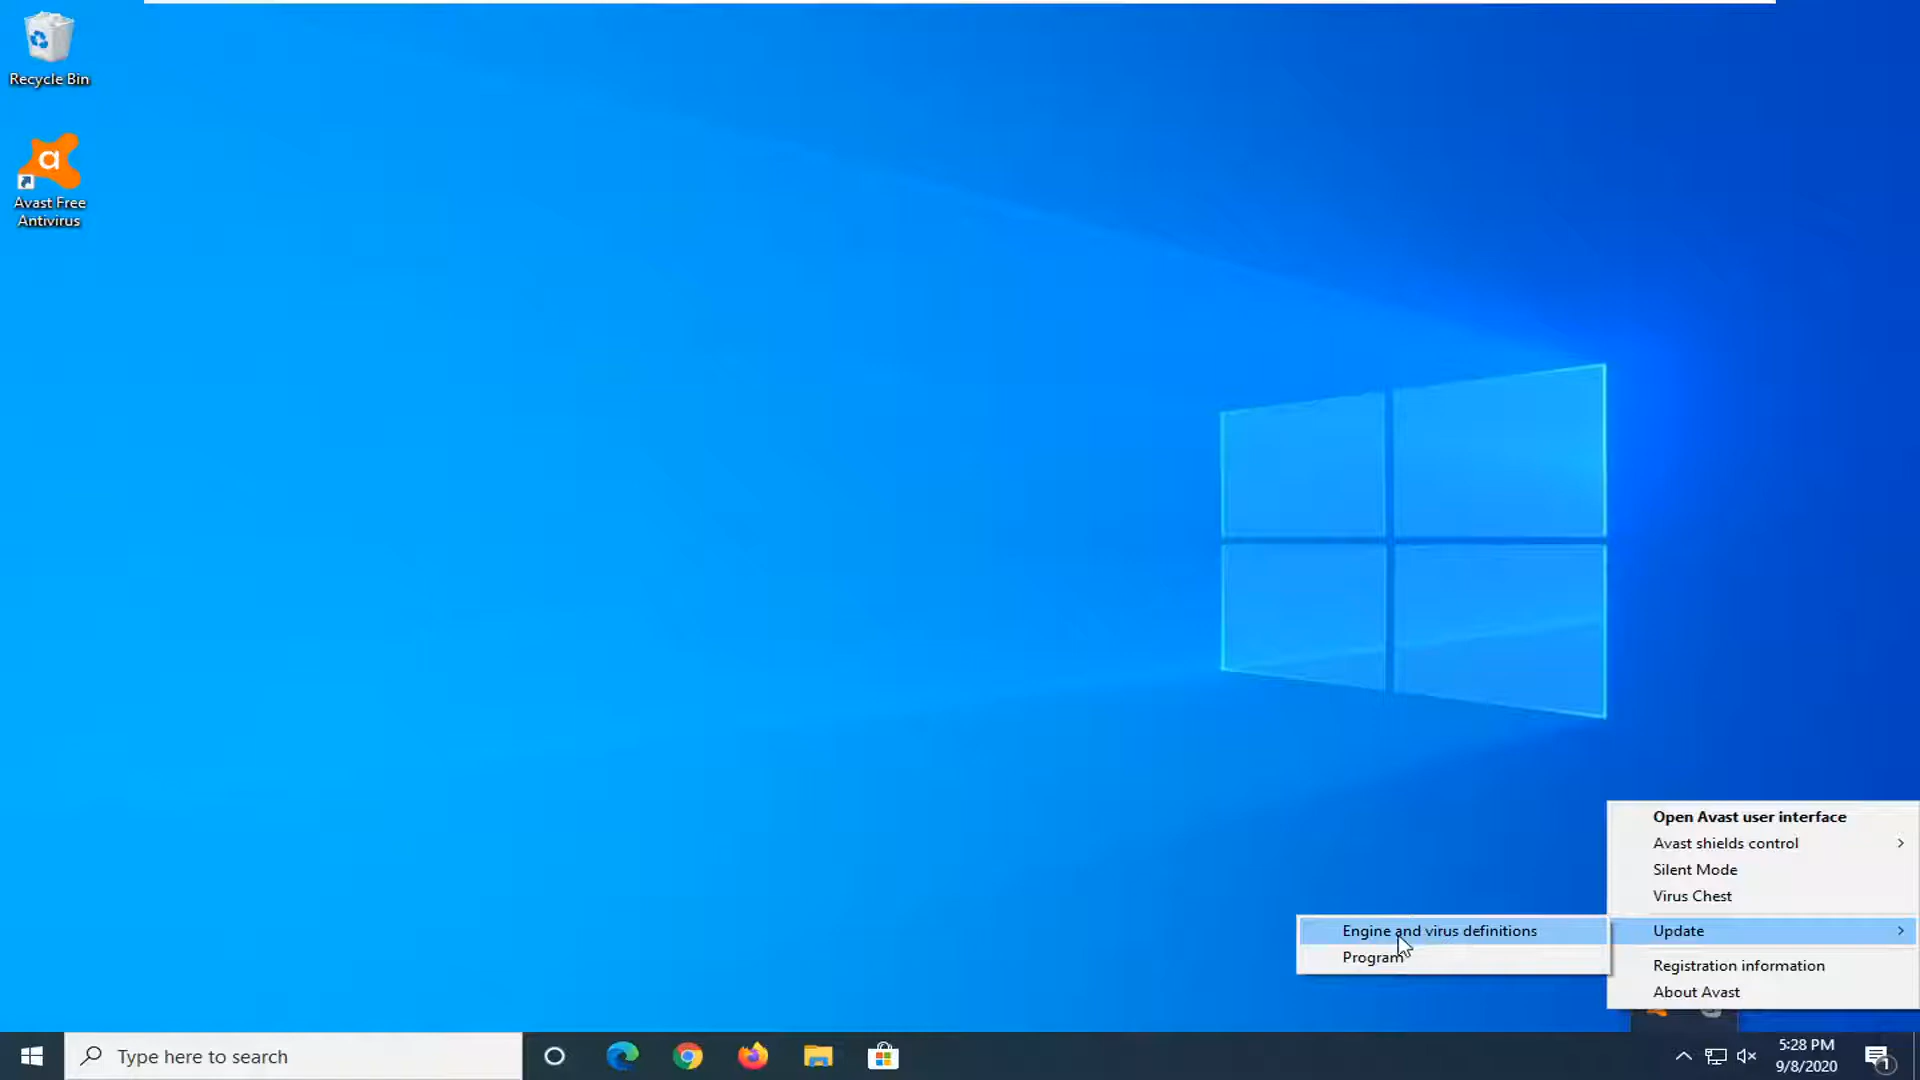 Recycle Bin
a
Avast Free
Antivirus
Open Avast user interface
Avast shields control
Silent Mode
Virus Chest
Engine and virus definitions
Update
Program
Registration information
About Avast
Type here to search
5:28 PM
9/8/2020
1